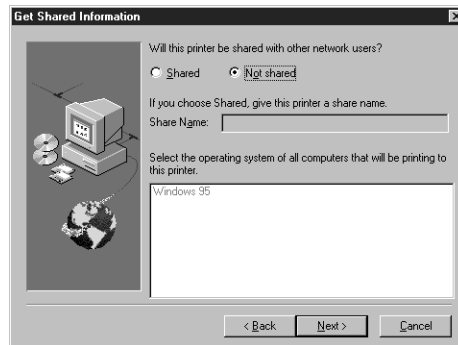 Get Shared Information
Will this printer be shared with other network users?
Shared Not shared
If you choose Shared, give this printer a share name.
Share Name:
Select the operating system of all computers that will be printing to
this printer.
Windows 95
< Back Next > Cancel